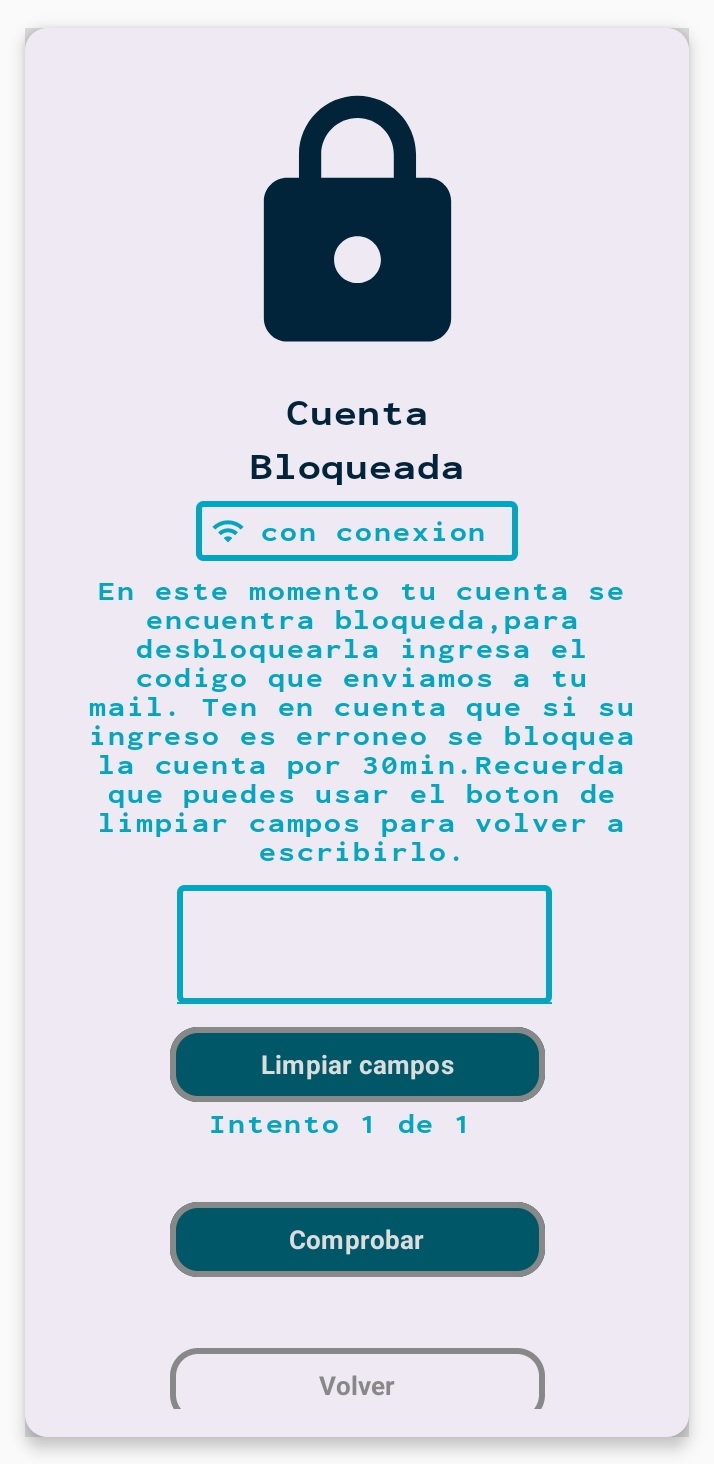 Cuenta
Bloqueada
con conexion
En este momento tu cuenta se
encuentra bloqueda,para
desbloquearla ingresa el
codigo que enviamos a tu
mail. Ten en cuenta que si su
ingreso es erroneo se bloquea
la cuenta por 30min.Recuerda
que puedes usar el boton de
limpiar campos para volver a
escribirlo.
Limpiar campos
Intento 1 de 1
Comprobar
Volver